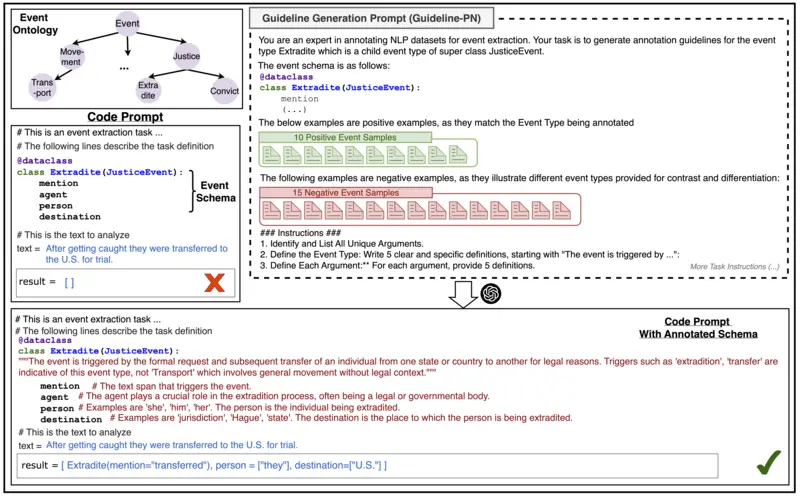 Event
Ontology
Event
Move-
ment
...
Justice
Trans
-port
Extra
dite
Convict
Code Prompt
# This is an event extraction task ...
# The following lines describe the task definition
@dataclass
class Extradite(JusticeEvent):
mention
agent
person
destination
Event
Schema
# This is the text to analyze
text = After getting caught they were transferred to
the U.S. for trial.
result = [ ]
Guideline Generation Prompt (Guideline-PN)
You are an expert in annotating NLP datasets for event extraction. Your task is to generate annotation guidelines for the event
type Extradite which is a child event type of super class JusticeEvent.
The event schema is as follows:
@dataclass
class Extradite(JusticeEvent):
mention
(...)
The below examples are positive examples, as they match the Event Type being annotated
10 Positive Event Samples
The following examples are negative examples, as they illustrate different event types provided for contrast and differentiation:
15 Negative Event Samples
### Instructions ###
1. Identify and List All Unique Arguments.
2. Define the Event Type: Write 5 clear and specific definitions, starting with "The event is triggered by ...":
3. Define Each Argument:** For each argument, provide 5 definitions.
More Task Instructions (...)
# This is an event extraction task ...
# The following lines describe the task definition
@dataclass
class Extradite(JusticeEvent):
Code Prompt
With Annotated Schema
"""The event is triggered by the formal request and subsequent transfer of an individual from one state or country to another for legal reasons. Triggers such as 'extradition', 'transfer' are
indicative of this event type, not 'Transport' which involves general movement without legal context."""
mention # The text span that triggers the event.
agent # The agent plays a crucial role in the extradition process, often being a legal or governmental body.
person # Examples are 'she', 'him', 'her'. The person is the individual being extradited.
destination # Examples are 'jurisdiction', 'Hague', 'state'. The destination is the place to which the person is being extradited.
# This is the text to analyze
text = After getting caught they were transferred to the U.S. for trial.
result = [ Extradite(mention="transferred"), person = ["they"], destination=["U.S."] ]